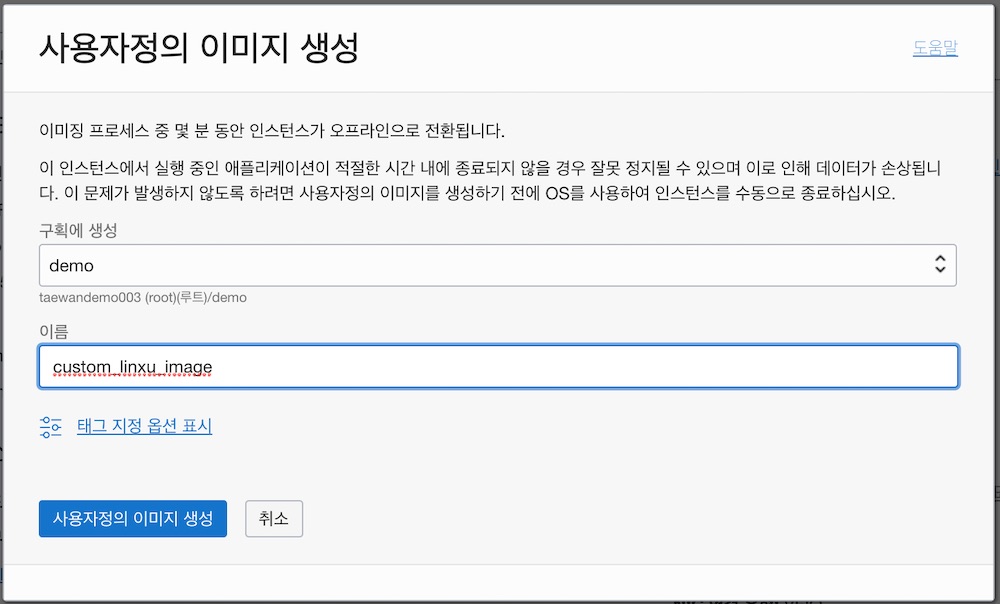 사용자정의 이미지 생성
도움말
이미징 프로세스 중 몇 분 동안 인스턴스가 오프라인으로 전환됩니다.
이 인스턴스에서 실행 중인 애플리케이션이 적절한 시간 내에 종료되지 않을 경우 잘못 정지될 수 있으며 이로 인해 데이터가 손상됩니
다. 이 문제가 발생하지 않도록 하려면 사용자정의 이미지를 생성하기 전에 OS를 사용하여 인스턴스를 수동으로 종료하십시오.
구획에 생성
demo
taewandemo003 (root)(루트)/demo
이름
custom_linxu_image
태그 지정 옵션 표시
사용자정의 이미지 생성
취소